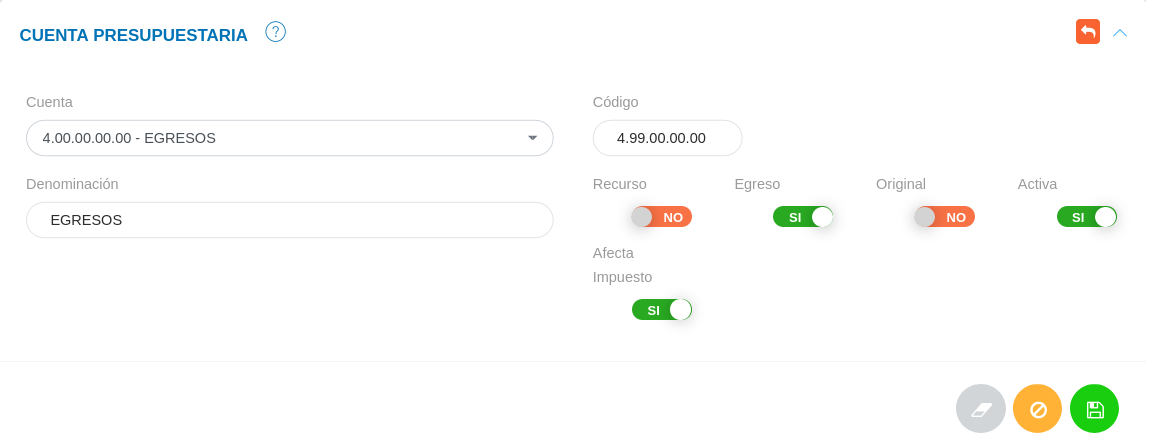 CUENTA PRESUPUESTARIA ?
Cuenta
4.00.00.00.00 - EGRESOS
Código
4.99.00.00.00
Denominación
EGRESOS
Recurso Egreso Original Activa
NO SI NO SI
Afecta
Impuesto
SI